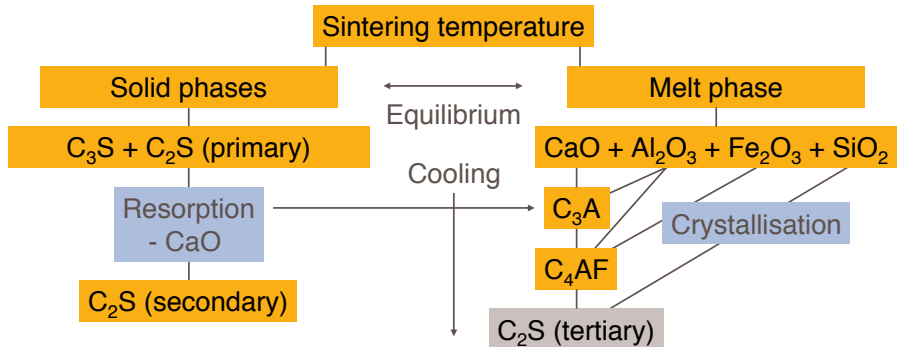 Sintering temperature
Solid phases
Melt phase
Equilibrium
C₃S + C₂S (primary)
CaO + Al₂O₃ + Fe₂O₃ + SiO₂
Cooling
Resorption
- CaO
C₃A
Crystallisation
C₄AF
C₂S (secondary)
C₂S (tertiary)